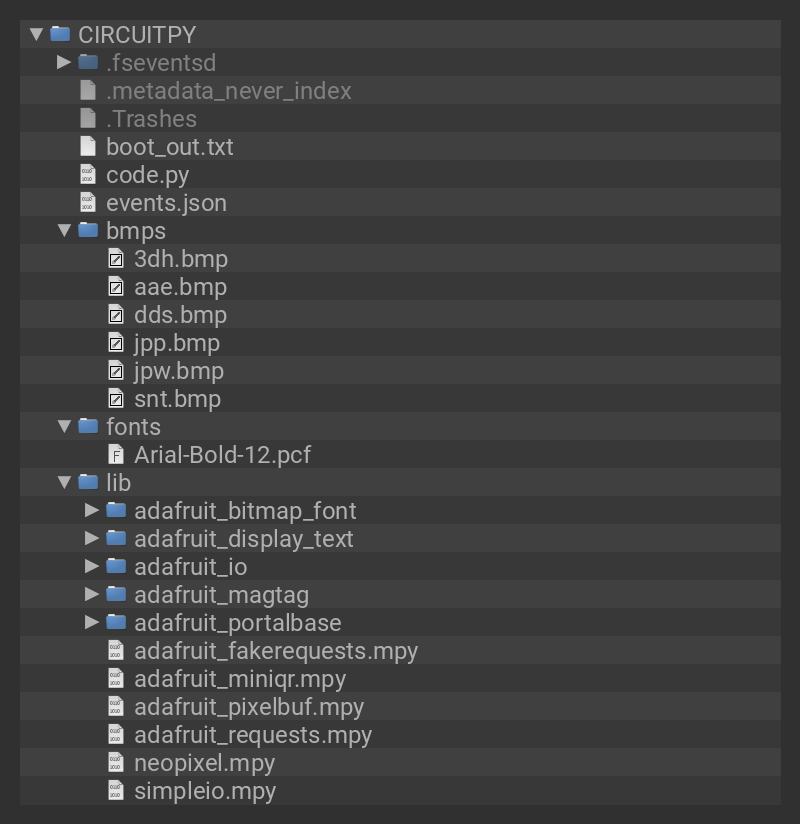 CIRCUITPY
.fseventsd
.metadata_never_index
.Trashes
boot_out.txt
code.py
events.json
bmps
3dh.bmp
aae.bmp
dds.bmp
jpp.bmp
jpw.bmp
snt.bmp
fonts
Arial-Bold-12.pcf
lib
adafruit_bitmap_font
adafruit_display_text
adafruit_io
adafruit_magtag
adafruit_portalbase
adafruit_fakerequests.mpy
adafruit_miniqr.mpy
adafruit_pixelbuf.mpy
adafruit_requests.mpy
neopixel.mpy
simpleio.mpy